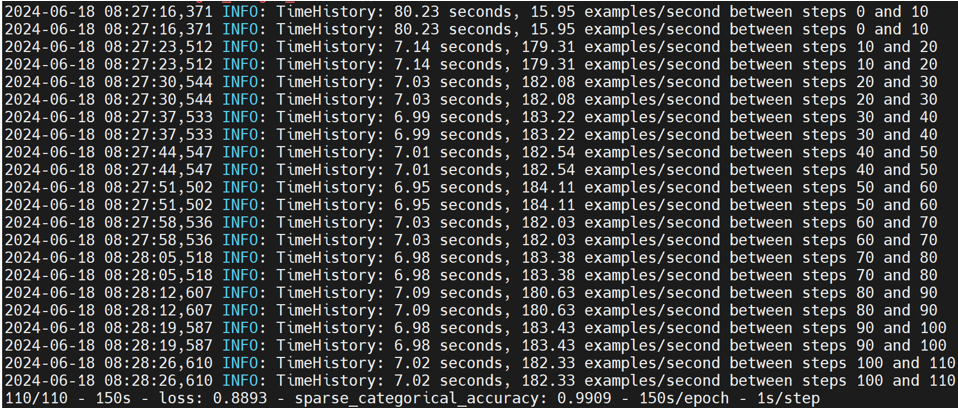 2024-06-18 08:27:16,371 INFO: TimeHistory: 80.23 seconds, 15.95 examples/second between steps 0 and 10
2024-06-18 08:27:16,371 INFO: TimeHistory: 80.23 seconds, 15.95 examples/second between steps 0 and 10
2024-06-18 08:27:23,512 INFO: TimeHistory: 7.14 seconds, 179.31 examples/second between steps 10 and 20
2024-06-18 08:27:23,512 INFO: TimeHistory: 7.14 seconds, 179.31 examples/second between steps 10 and 20
2024-06-18 08:27:30,544 INFO: TimeHistory: 7.03 seconds, 182.08 examples/second between steps 20 and 30
2024-06-18 08:27:30,544 INFO: TimeHistory: 7.03 seconds, 182.08 examples/second between steps 20 and 30
2024-06-18 08:27:37,533 INFO: TimeHistory: 6.99 seconds, 183.22 examples/second between steps 30 and 40
2024-06-18 08:27:37,533 INFO: TimeHistory: 6.99 seconds, 183.22 examples/second between steps 30 and 40
2024-06-18 08:27:44,547 INFO: TimeHistory: 7.01 seconds, 182.54 examples/second between steps 40 and 50
2024-06-18 08:27:44,547 INFO: TimeHistory: 7.01 seconds, 182.54 examples/second between steps 40 and 50
2024-06-18 08:27:51,502 INFO: TimeHistory: 6.95 seconds, 184.11 examples/second between steps 50 and 60
2024-06-18 08:27:51,502 INFO: TimeHistory: 6.95 seconds, 184.11 examples/second between steps 50 and 60
2024-06-18 08:27:58,536 INFO: TimeHistory: 7.03 seconds, 182.03 examples/second between steps 60 and 70
2024-06-18 08:27:58,536 INFO: TimeHistory: 7.03 seconds, 182.03 examples/second between steps 60 and 70
2024-06-18 08:28:05,518 INFO: TimeHistory: 6.98 seconds, 183.38 examples/second between steps 70 and 80
2024-06-18 08:28:05,518 INFO: TimeHistory: 6.98 seconds, 183.38 examples/second between steps 70 and 80
2024-06-18 08:28:12,607 INFO: TimeHistory: 7.09 seconds, 180.63 examples/second between steps 80 and 90
2024-06-18 08:28:12,607 INFO: TimeHistory: 7.09 seconds, 180.63 examples/second between steps 80 and 90
2024-06-18 08:28:19,587 INFO: TimeHistory: 6.98 seconds, 183.43 examples/second between steps 90 and 100
2024-06-18 08:28:19,587 INFO: TimeHistory: 6.98 seconds, 183.43 examples/second between steps 90 and 100
2024-06-18 08:28:26,610 INFO: TimeHistory: 7.02 seconds, 182.33 examples/second between steps 100 and 110
2024-06-18 08:28:26,610 INFO: TimeHistory: 7.02 seconds, 182.33 examples/second between steps 100 and 110
110/110 - 150s - loss: 0.8893 - sparse_categorical_accuracy: 0.9909 - 150s/epoch - 1s/step